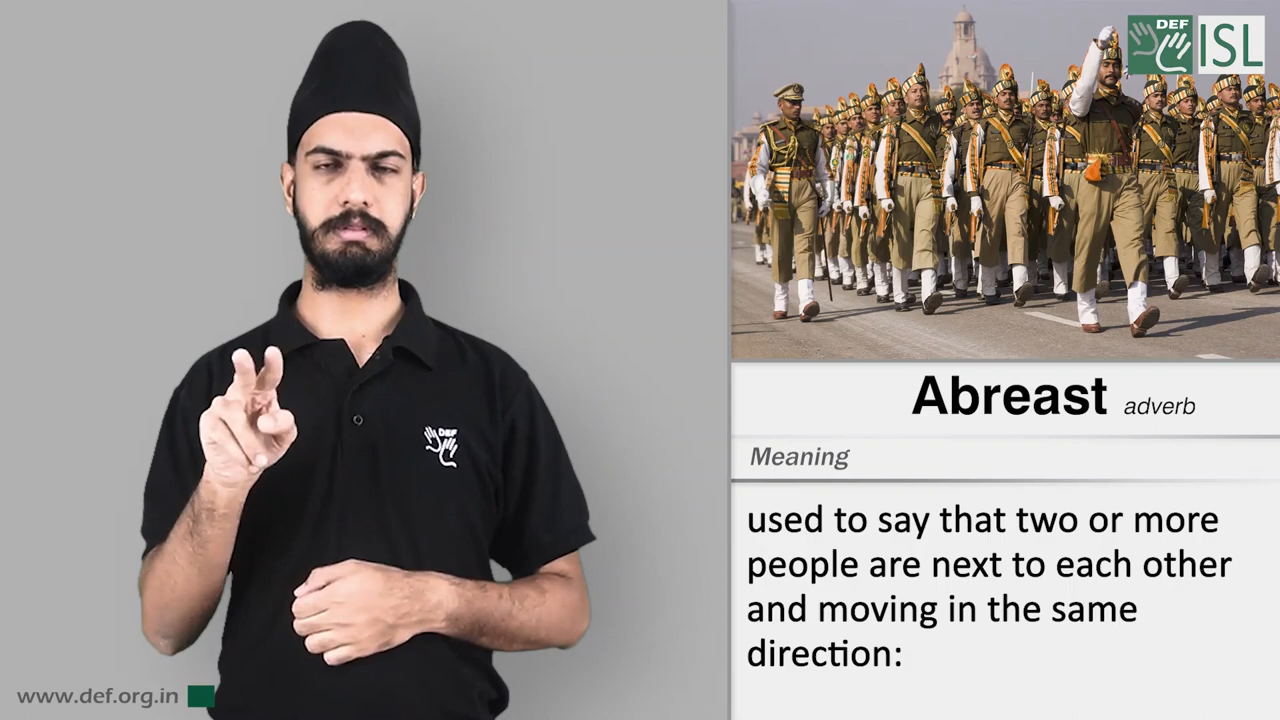 DEF
ISL
Abreast adverb
Meaning
DEF
used to say that two or more
people are next to each other
and moving in the same
direction:
www.def.org.in